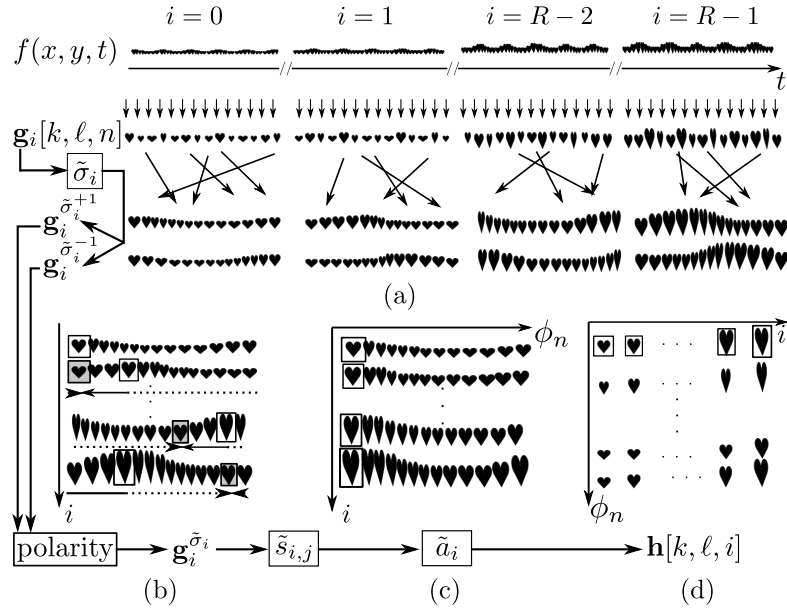 i = 0 i = 1 i = R − 2 i = R − 1
f(x, y, t)
t
g_i[k, ℓ, n]
σ̃_i
g_i^{σ̃_i^{+1}}
g_i^{σ̃_i^{-1}}
(a)
i
ϕ_n
i
i
ϕ_n
polarity g_i^{σ̃_i} s̃_{i,j} ã_i h[k, ℓ, i]
(b) (c) (d)